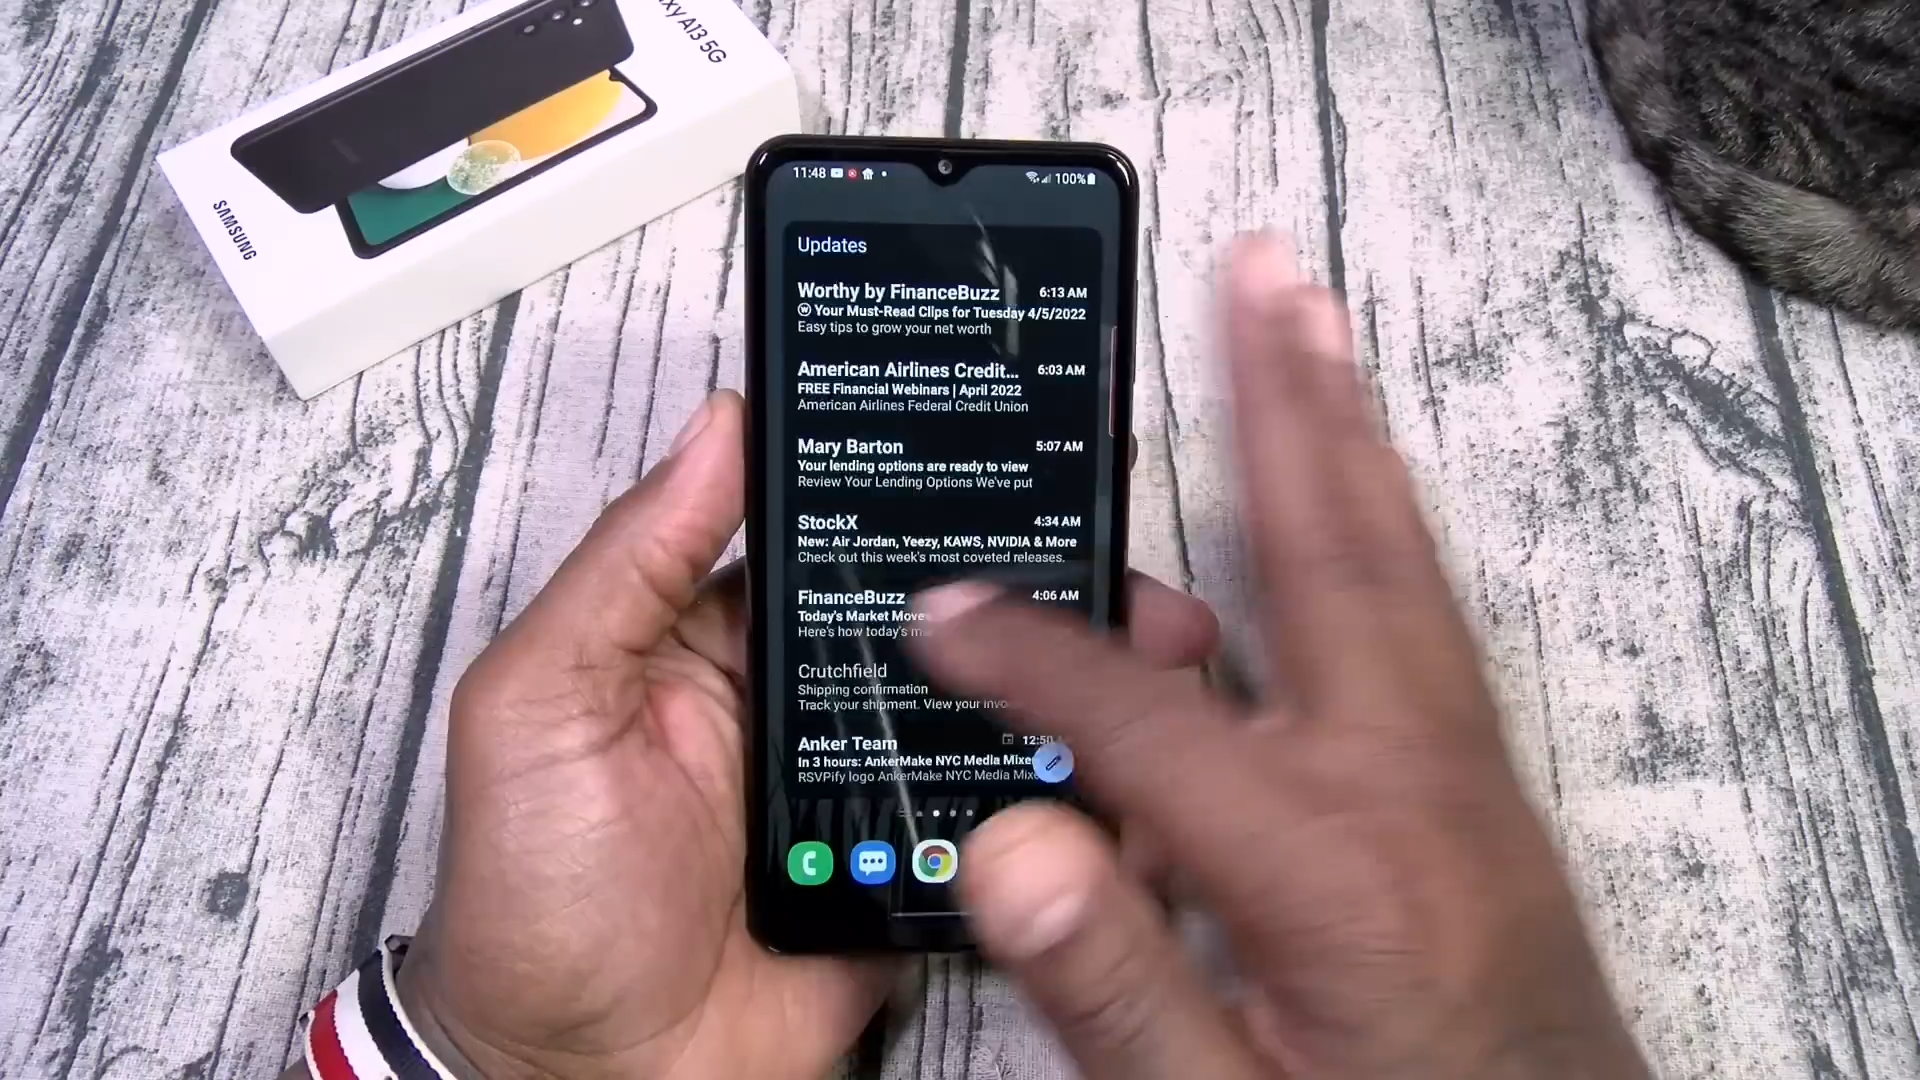 A13 5G
SAMSUNG
11:48
100%
Updates
Worthy by FinanceBuzz 6:13 AM
Your Must-Read Clips for Tuesday 4/5/2022
Easy tips to grow your net worth
American Airlines Credit... 6:03 AM
FREE Financial Webinars | April 2022
American Airlines Federal Credit Union
Mary Barton 5:07 AM
Your lending options are ready to view
Review Your Lending Options We've put
StockX 4:34 AM
New: Air Jordan, Yeezy, KAWS, NVIDIA & More
Check out this week's most coveted releases.
FinanceBuzz 4:06 AM
Today's Market
Here's how today's
Crutchfield
Shipping confirmation
Track your shipment. View your
Anker Team 12:50
In 3 hours: AnkerMake NYC Media
RSVPify logo AnkerMake NYC Media